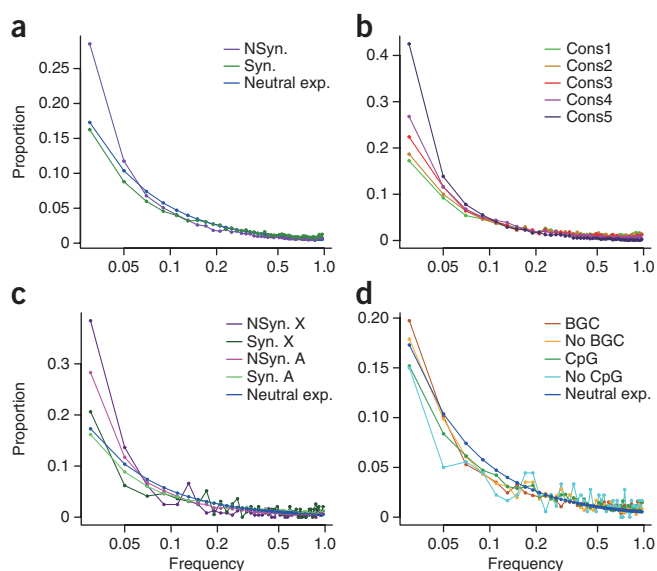 a
NSyn.
Syn.
Neutral exp.
Proportion
0.25
0.20
0.15
0.10
0.05
0
0.05
0.1
0.2
0.5
1.0
b
Cons1
Cons2
Cons3
Cons4
Cons5
0.4
0.3
0.2
0.1
0
0.05
0.1
0.2
0.5
1.0
c
NSyn. X
Syn. X
NSyn. A
Syn. A
Neutral exp.
Proportion
0.3
0.2
0.1
0
0.05
0.1
0.2
0.5
1.0
Frequency
d
BGC
No BGC
CpG
No CpG
Neutral exp.
0.20
0.15
0.10
0.05
0
0.05
0.1
0.2
0.5
1.0
Frequency